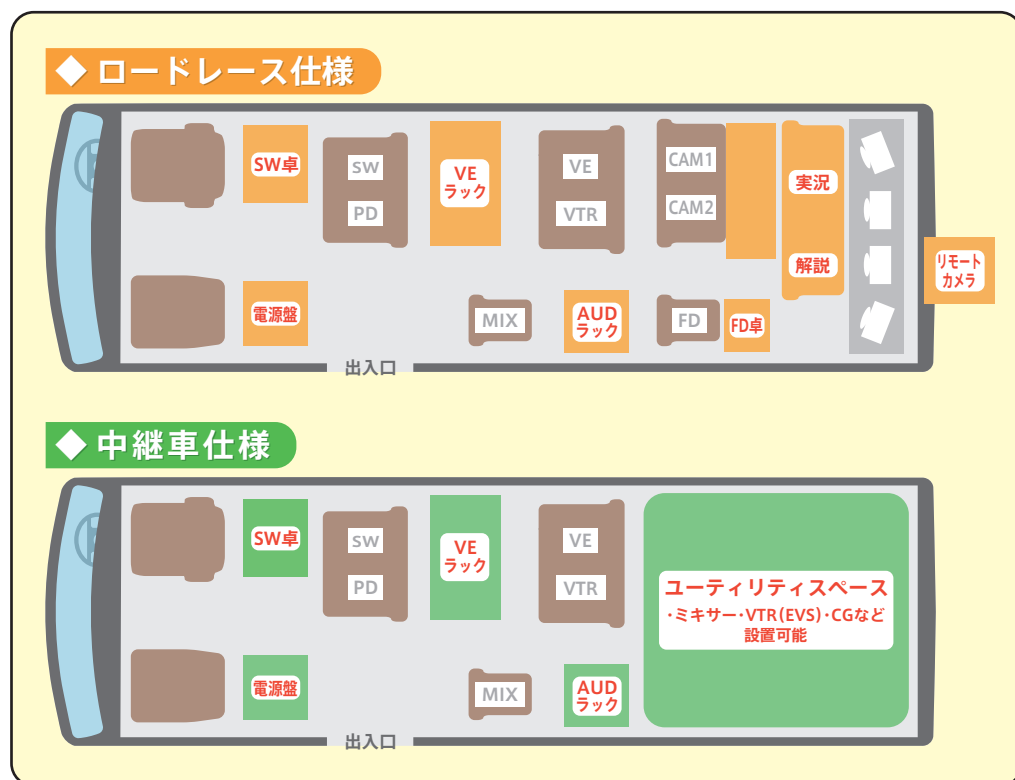 ◆ ロードレース仕様
SW卓
SW
PD
VE
ラック
VE
VTR
CAM1
CAM2
実況
解説
リモート
カメラ
電源盤
MIX
AUD
ラック
FD
FD卓
出入口
◆ 中継車仕様
SW卓
SW
PD
VE
ラック
VE
VTR
ユーティリティスペース
・ミキサー・VTR(EVS)・CGなど
設置可能
電源盤
MIX
AUD
ラック
出入口